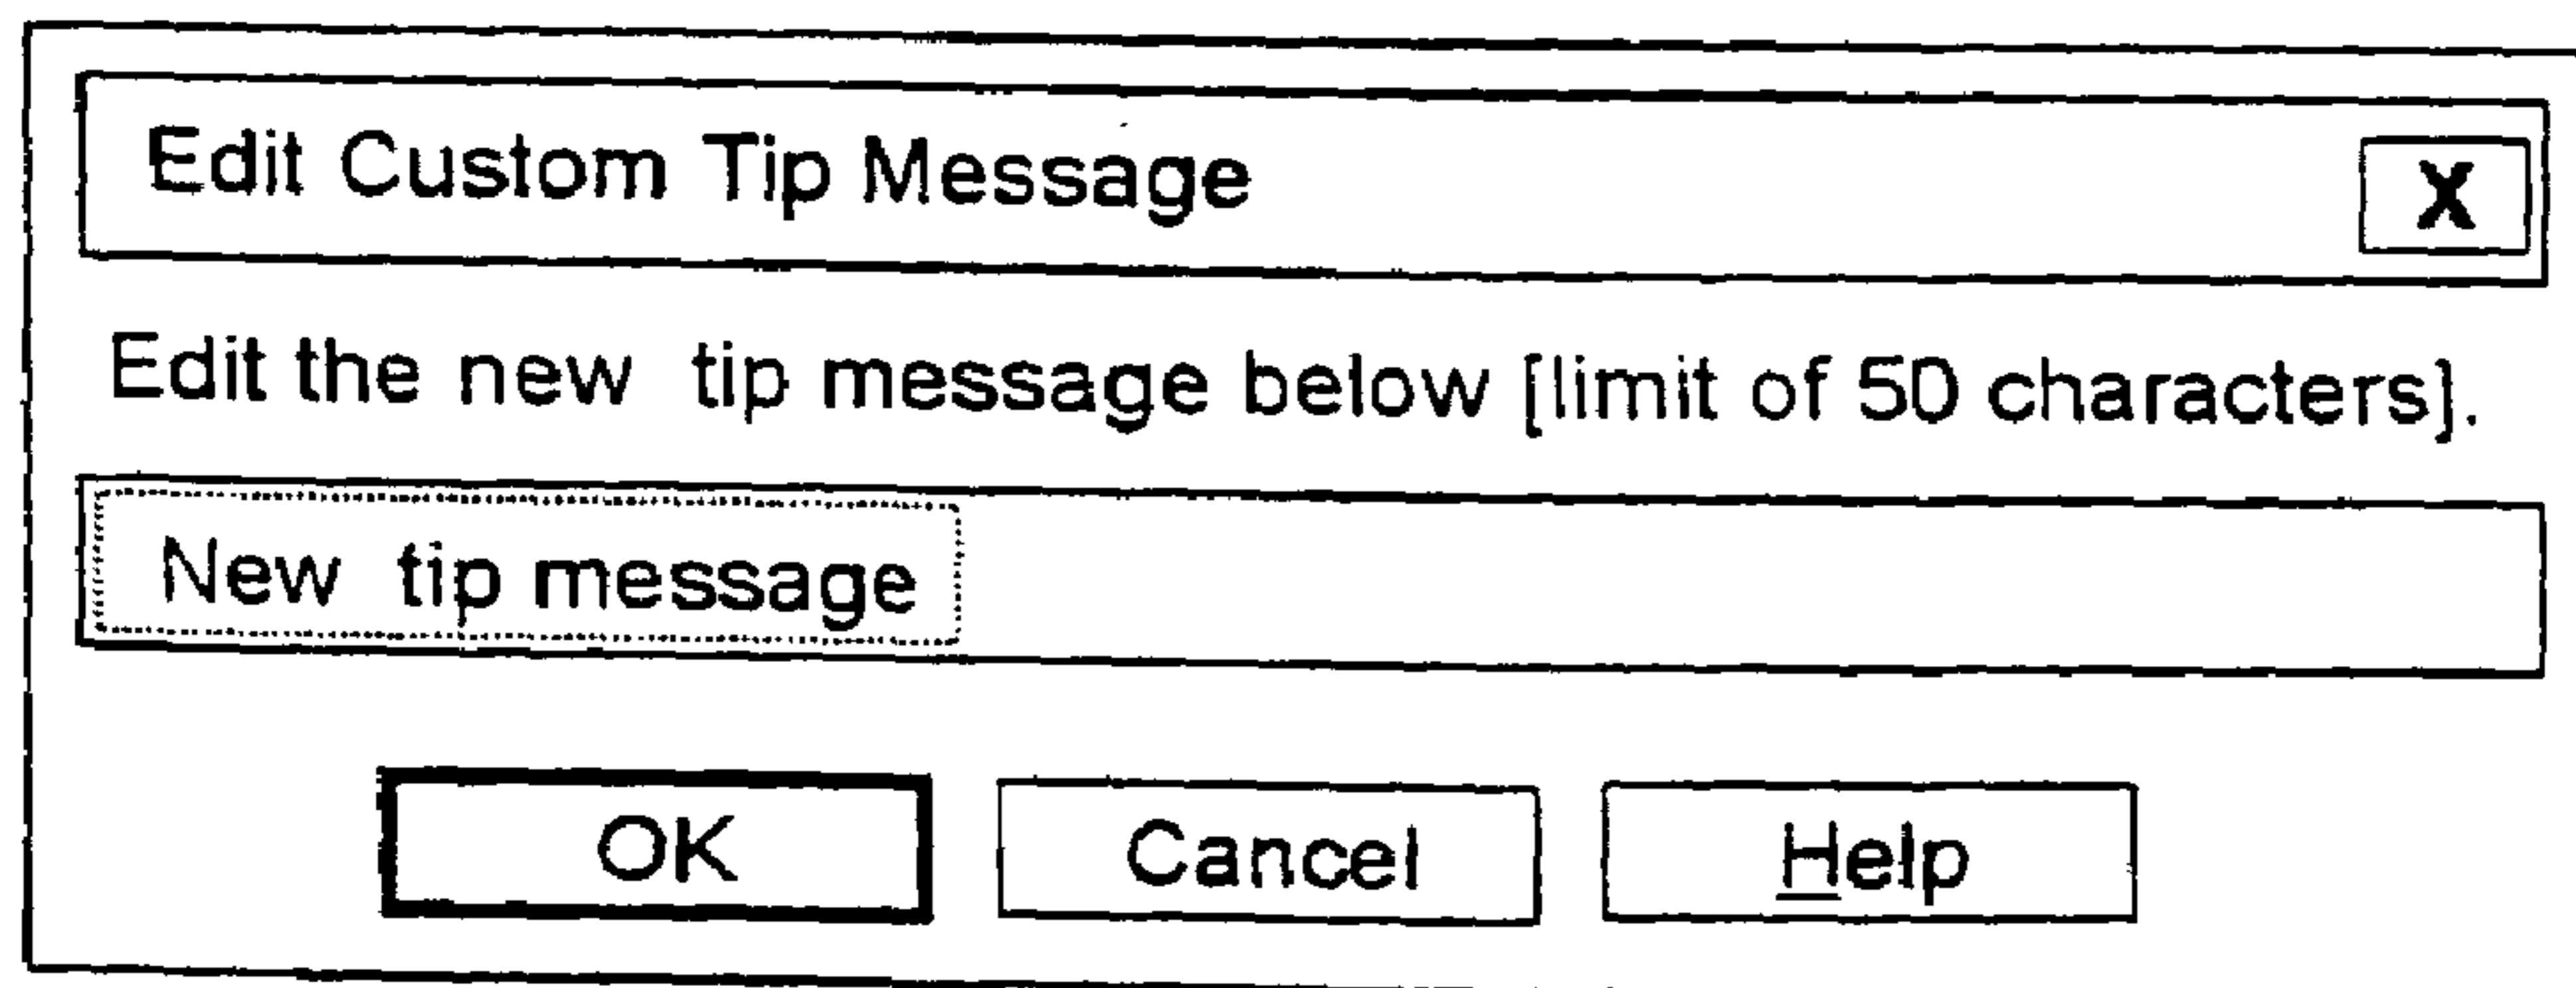 Edit Custom Tip Message
X
Edit the new tip message below [limit of 50 characters].
New tip message
OK Cancel Help